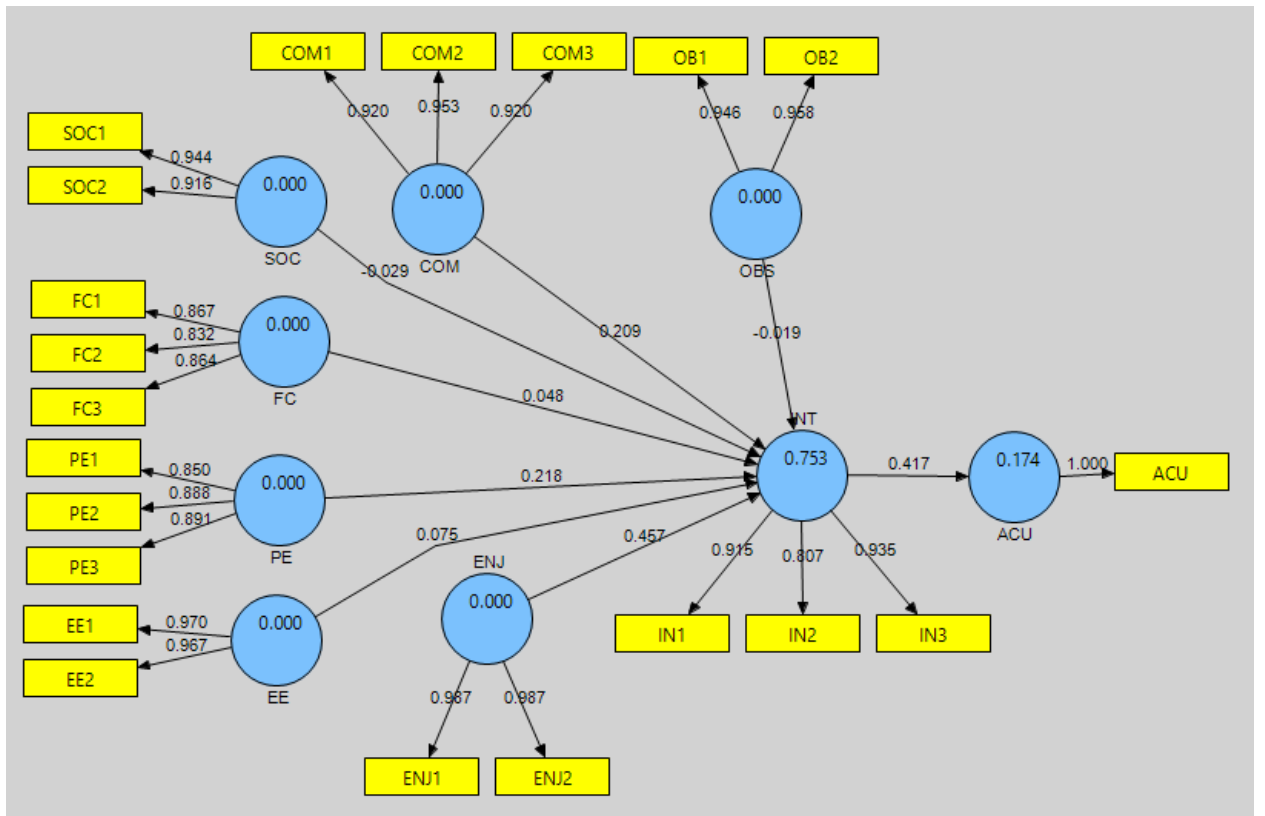 COM1
COM2
COM3
OB1
OB2
0.920
0.953
0.920
0.946
0.958
SOC1
SOC2
0.944
0.916
0.000
SOC
0.000
COM
0.000
OBS
-0.029
0.209
-0.019
FC1
FC2
FC3
0.867
0.832
0.864
0.000
FC
0.048
PE1
PE2
PE3
0.850
0.888
0.891
0.000
PE
0.218
INT
0.753
0.417
0.174
ACU
1.000
ACU
0.075
0.457
EE1
EE2
0.970
0.967
0.000
EE
ENJ
0.000
0.987
0.987
ENJ1
ENJ2
0.915
0.807
0.935
IN1
IN2
IN3